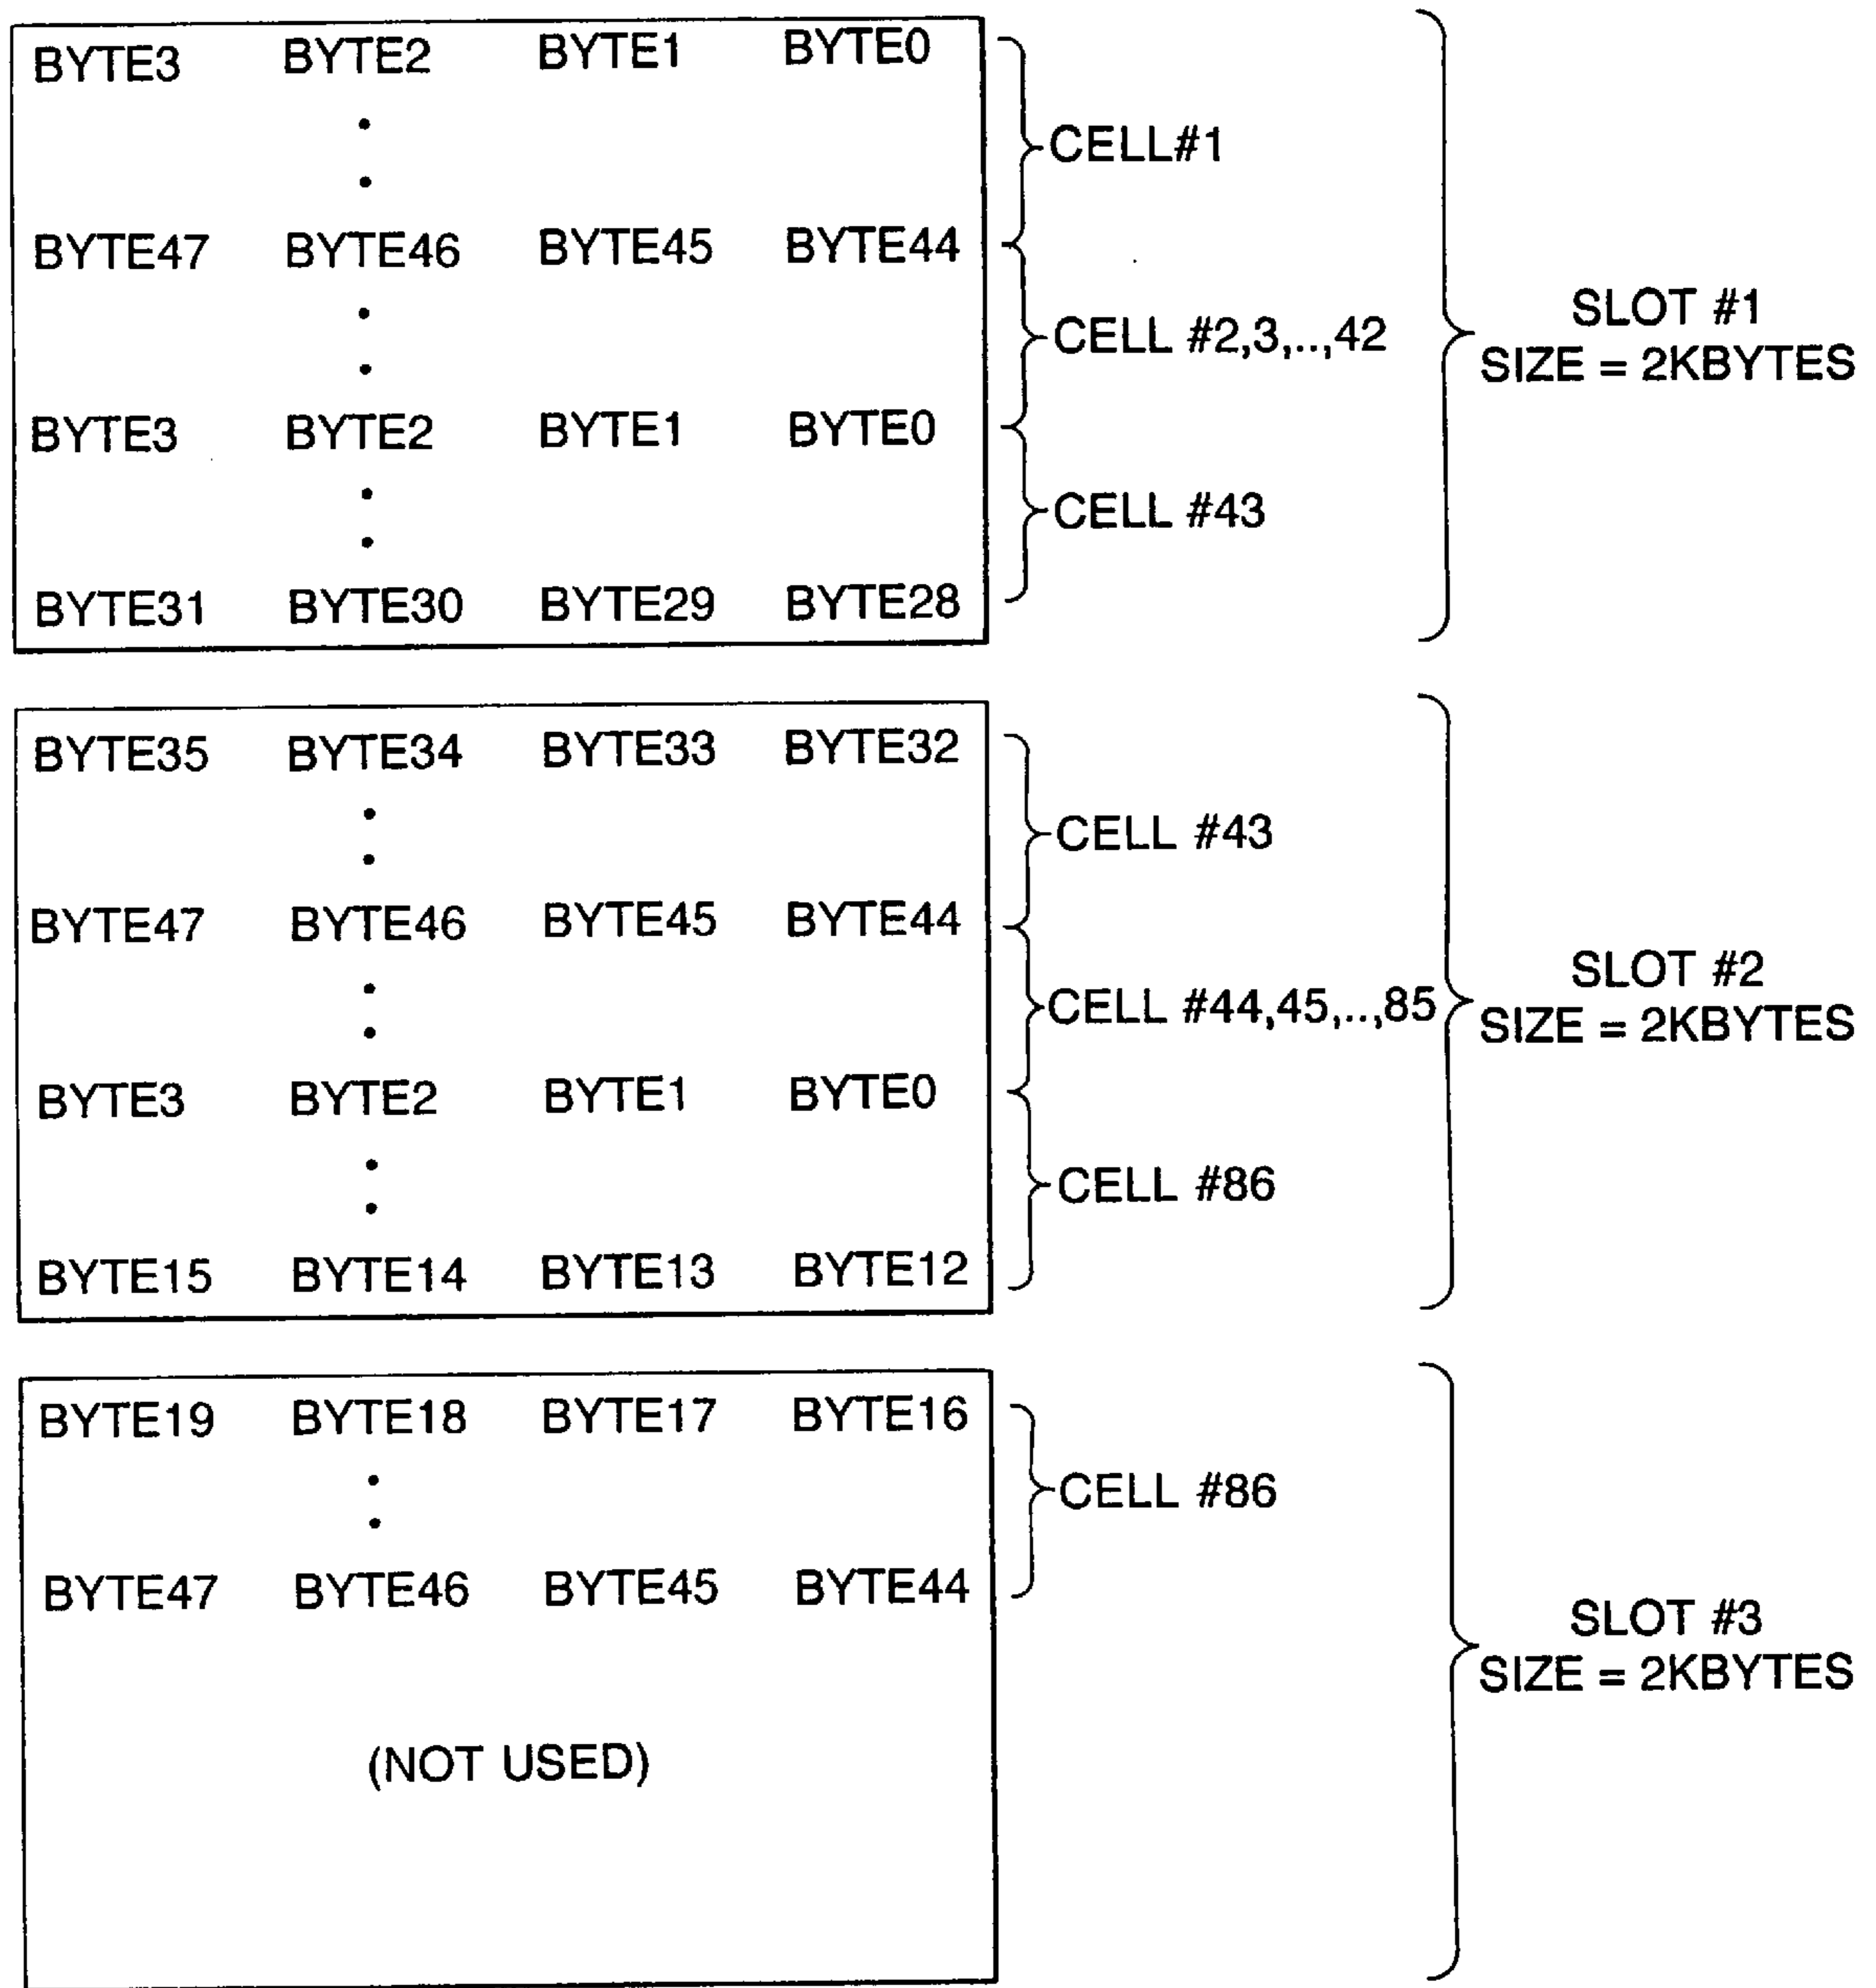 BYTE3 BYTE2 BYTE1 BYTE0
CELL#1
BYTE47 BYTE46 BYTE45 BYTE44
CELL #2,3,..,42
SLOT #1
SIZE = 2KBYTES
BYTE3 BYTE2 BYTE1 BYTE0
CELL #43
BYTE31 BYTE30 BYTE29 BYTE28
BYTE35 BYTE34 BYTE33 BYTE32
CELL #43
BYTE47 BYTE46 BYTE45 BYTE44
CELL #44,45,..,85
SLOT #2
SIZE = 2KBYTES
BYTE3 BYTE2 BYTE1 BYTE0
CELL #86
BYTE15 BYTE14 BYTE13 BYTE12
BYTE19 BYTE18 BYTE17 BYTE16
CELL #86
BYTE47 BYTE46 BYTE45 BYTE44
SLOT #3
SIZE = 2KBYTES
(NOT USED)